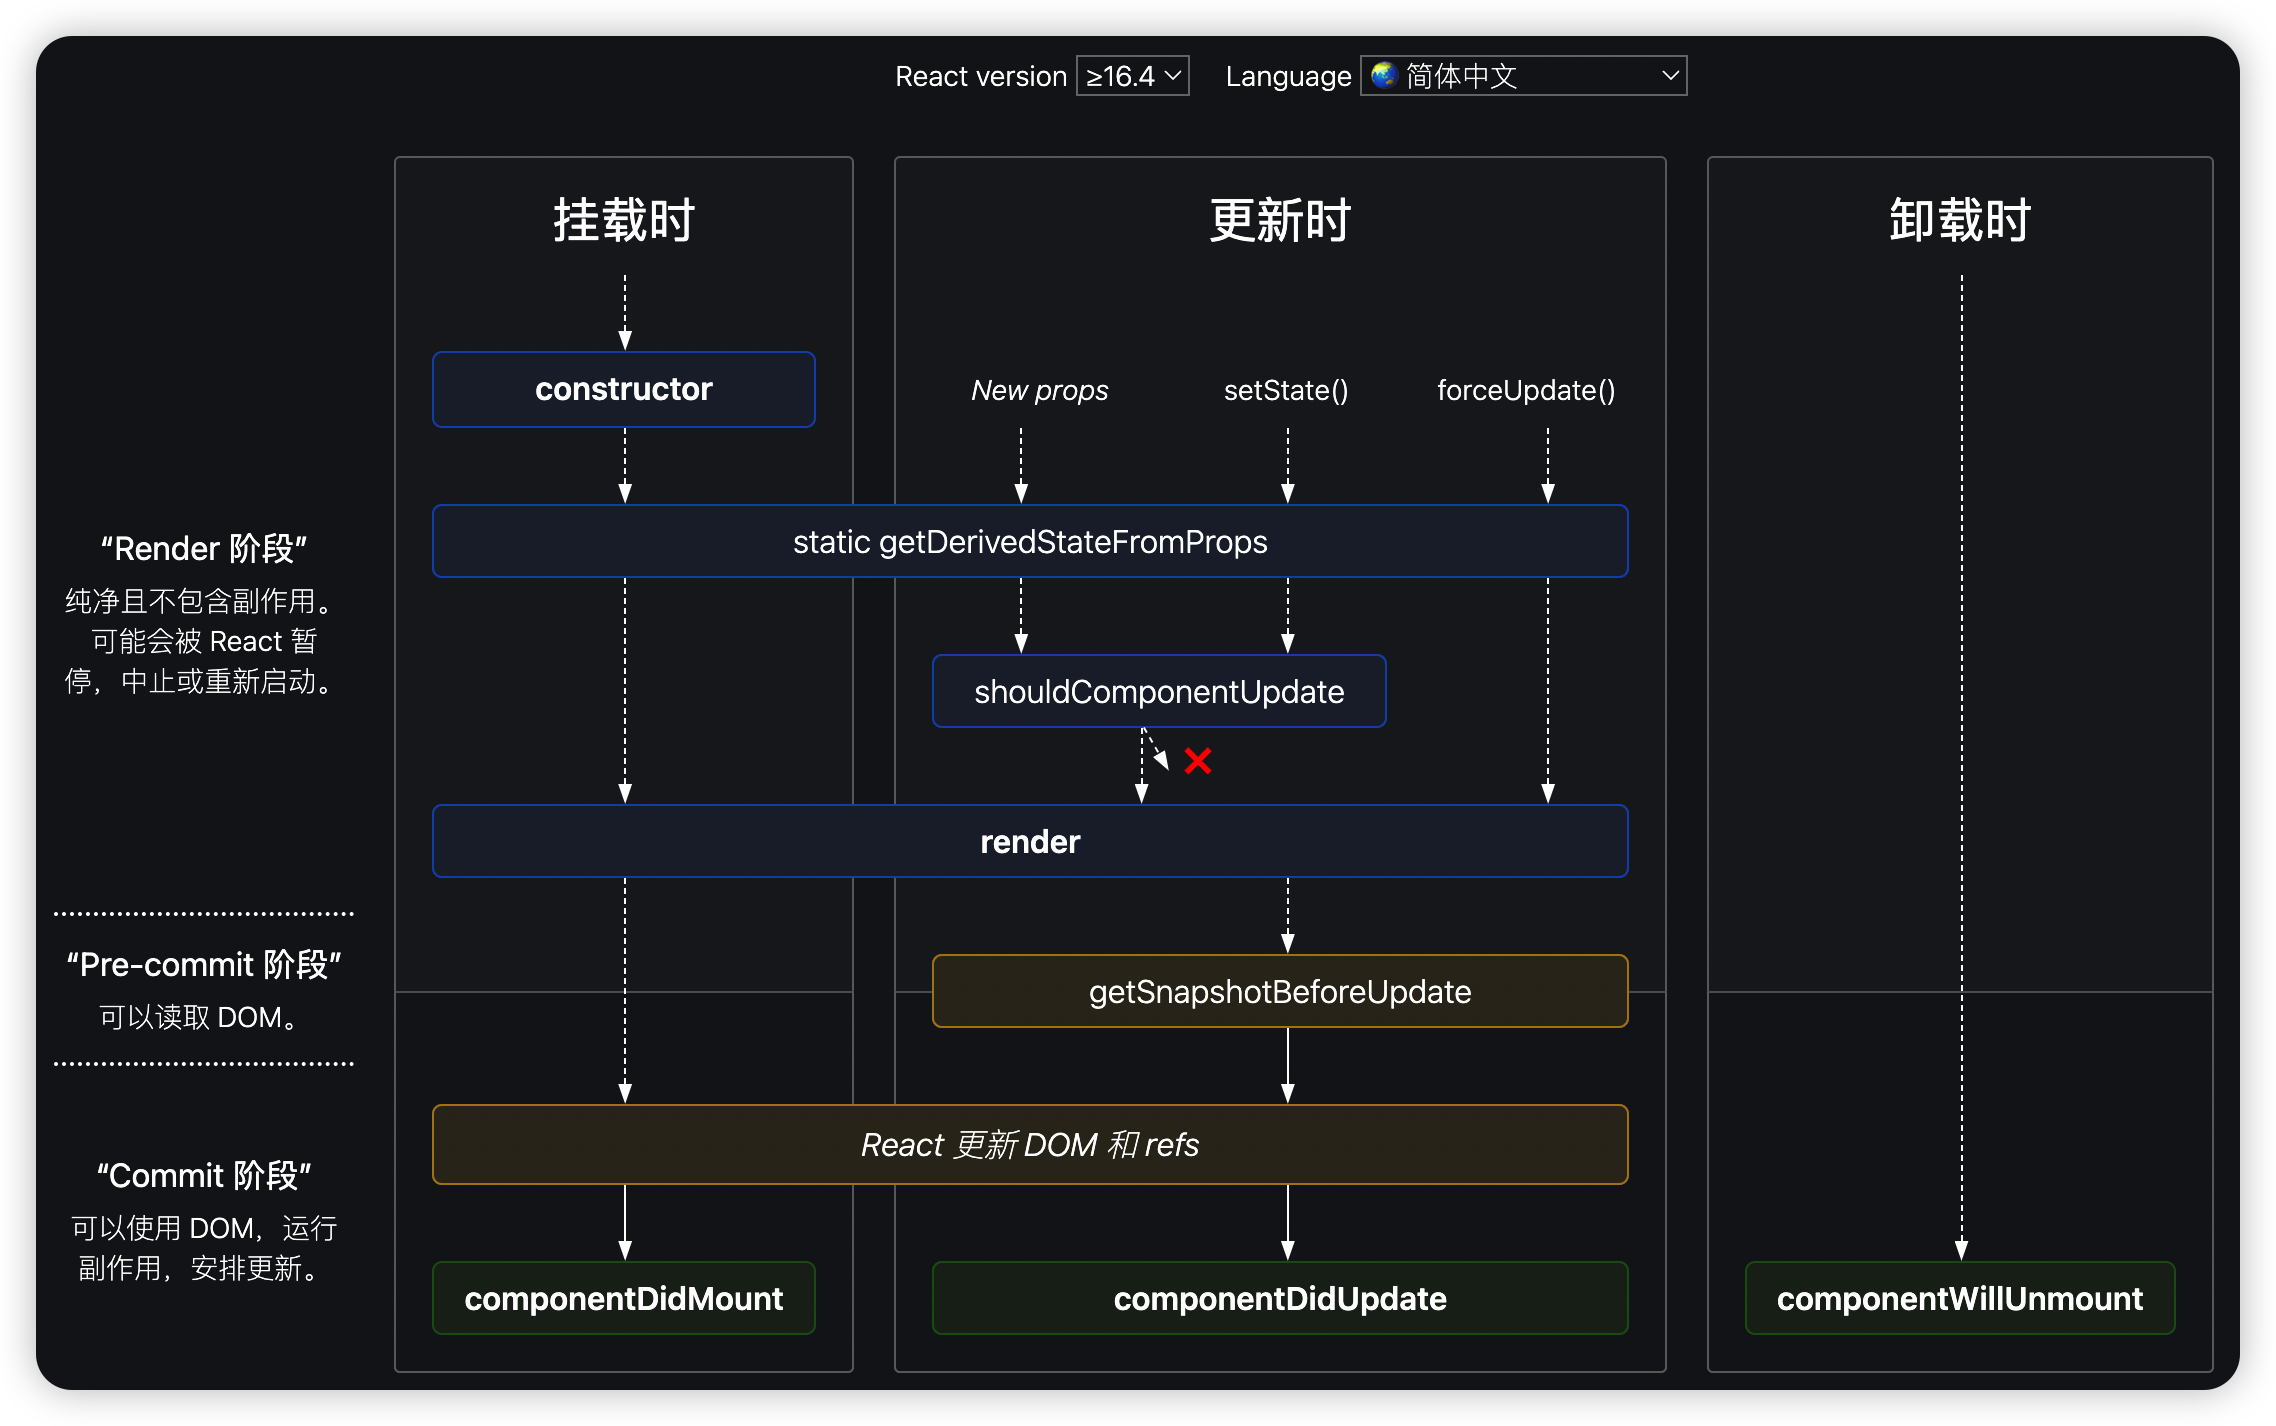 React version ≥16.4 Language 🌏 简体中文
挂载时
更新时
卸载时
constructor
New props
setState()
forceUpdate()
static getDerivedStateFromProps
“Render 阶段”
纯净且不包含副作用。
可能会被 React 暂
停，中止或重新启动。
shouldComponentUpdate
render
“Pre-commit 阶段”
可以读取 DOM。
getSnapshotBeforeUpdate
React 更新 DOM 和 refs
“Commit 阶段”
可以使用 DOM，运行
副作用，安排更新。
componentDidMount
componentDidUpdate
componentWillUnmount